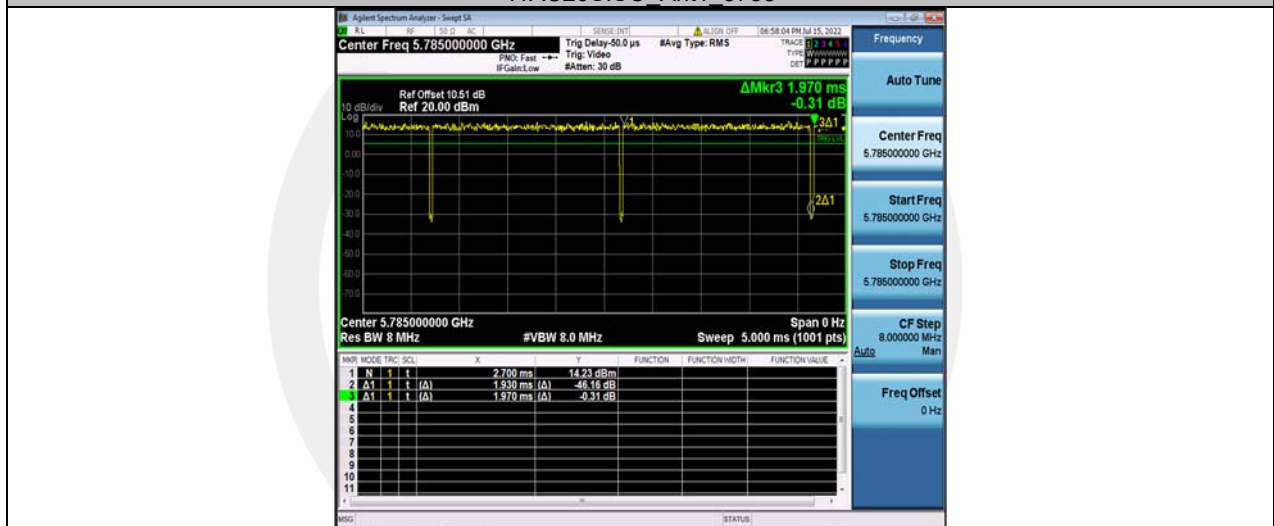 Agilent Spectrum Analyzer - Swept SA
RL RF 50 Ω AC SENSE:INT ALIGN OFF 06:58:04 PM Jul 15, 2022
Center Freq 5.785000000 GHz
PNO: Fast
IFGain:Low
Trig Delay-50.0 µs
Trig: Video
#Atten: 30 dB
#Avg Type: RMS
TRACE 1 2 3 4 5 6
TYPE WWWWWW
DET P P P P P P
Ref Offset 10.51 dB
10 dB/div Ref 20.00 dBm
Log
ΔMkr3 1.970 ms
-0.31 dB
10.0
0.00
-10.0
-20.0
-30.0
-40.0
-50.0
-60.0
-70.0
1
3Δ1
TRIG LVL
2Δ1
Center 5.785000000 GHz Span 0 Hz
Res BW 8 MHz #VBW 8.0 MHz Sweep 5.000 ms (1001 pts)
MKR MODE TRC SCL X Y FUNCTION FUNCTION WIDTH FUNCTION VALUE
1 N 1 t 2.700 ms 14.23 dBm
2 Δ1 1 t (Δ) 1.930 ms (Δ) -46.16 dB
3 Δ1 1 t (Δ) 1.970 ms (Δ) -0.31 dB
4
5
6
7
8
9
10
11
MSG STATUS
Frequency
Auto Tune
Center Freq
5.785000000 GHz
Start Freq
5.785000000 GHz
Stop Freq
5.785000000 GHz
CF Step
8.000000 MHz
Auto Man
Freq Offset
0 Hz